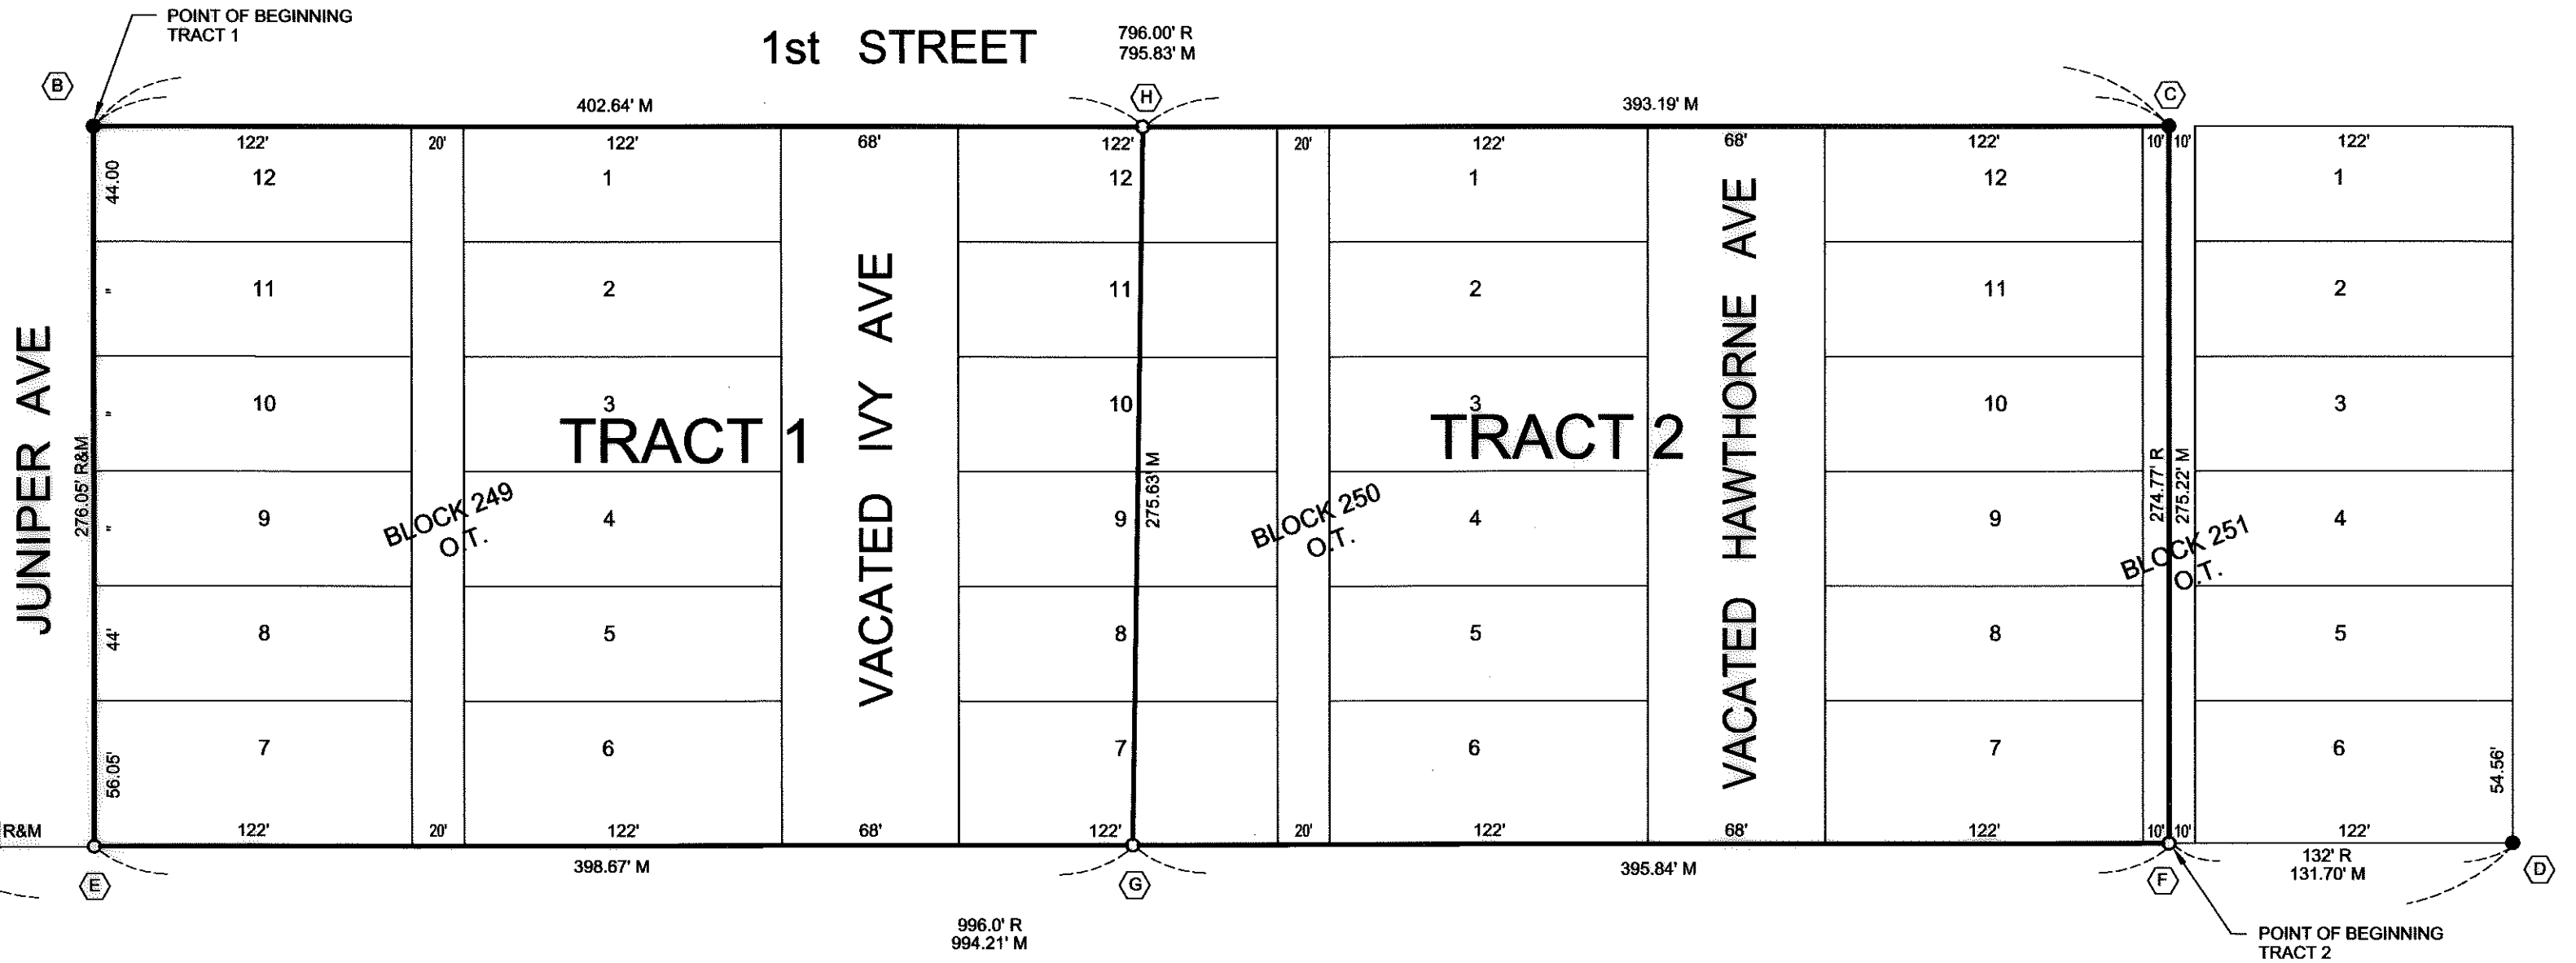 POINT OF BEGINNING
TRACT 1
1st STREET
796.00' R
795.83' M
B
402.64' M
H
393.19' M
C
122'
20'
122'
68'
122'
20'
122'
68'
122'
10'
10'
122'
44.00
12
1
12
1
12
1
11
2
11
2
11
2
"
10
3
10
3
10
3
"
JUNIPER AVE
276.05' R&M
TRACT 1
VACATED IVY AVE
275.63' M
TRACT 2
VACATED HAWTHORNE AVE
274.77' R
275.22' M
BLOCK 249
O.T.
BLOCK 250
O.T.
BLOCK 251
O.T.
"
9
4
9
4
9
4
44'
8
5
8
5
8
5
56.05'
7
6
7
6
7
6
54.56'
R&M
122'
20'
122'
68'
122'
20'
122'
68'
122'
10'
10'
122'
398.67' M
395.84' M
132' R
131.70' M
E
G
F
D
996.0' R
994.21' M
POINT OF BEGINNING
TRACT 2